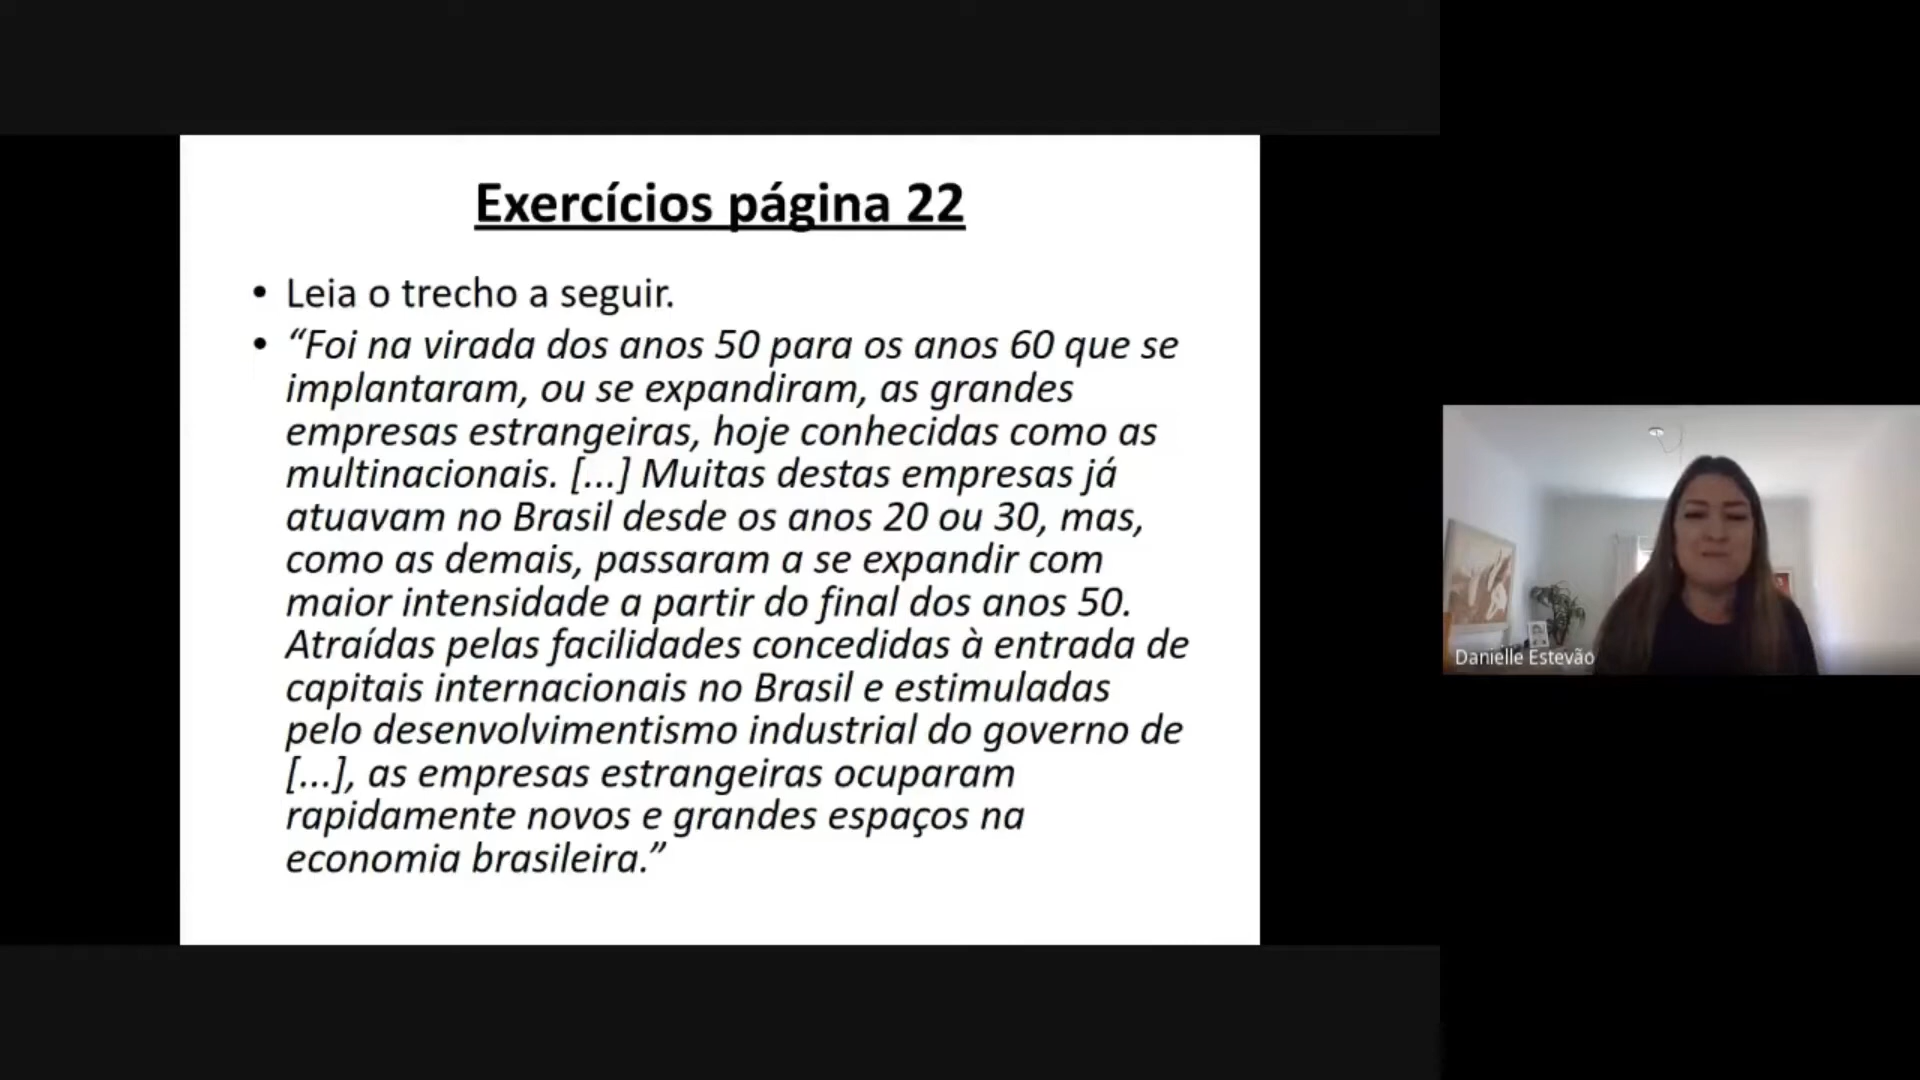 Exercícios página 22
• Leia o trecho a seguir.
• “Foi na virada dos anos 50 para os anos 60 que se
implantaram, ou se expandiram, as grandes
empresas estrangeiras, hoje conhecidas como as
multinacionais. [...] Muitas destas empresas já
atuavam no Brasil desde os anos 20 ou 30, mas,
como as demais, passaram a se expandir com
maior intensidade a partir do final dos anos 50.
Atraídas pelas facilidades concedidas à entrada de
capitais internacionais no Brasil e estimuladas
pelo desenvolvimentismo industrial do governo de
[...], as empresas estrangeiras ocuparam
rapidamente novos e grandes espaços na
economia brasileira.”
Danielle Estevão